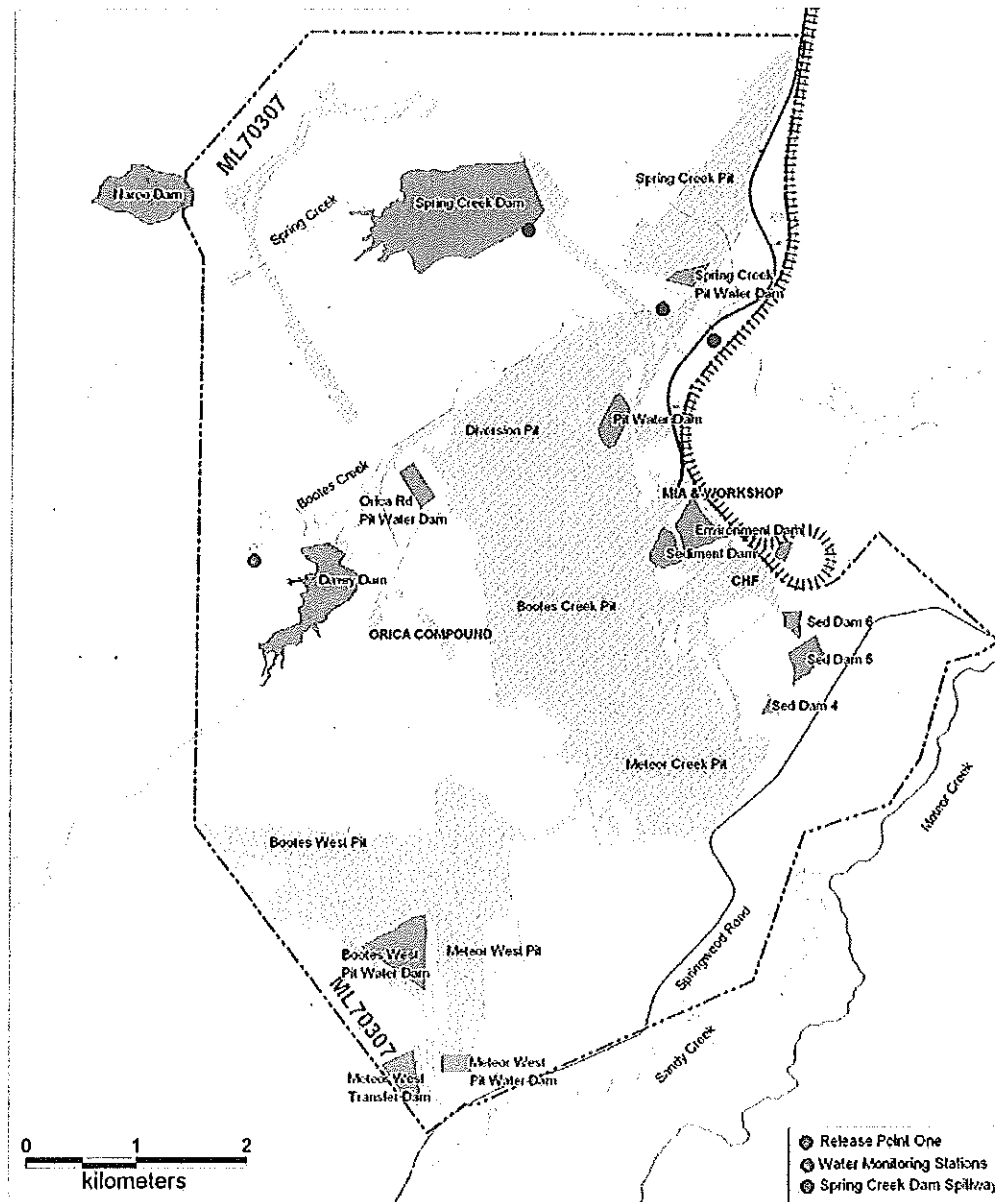 ML70307
Naroo Dam
Spring Creek
Spring Creek Dam
Spring Creek Pit
Spring Creek
Pit Water Dam
Pit Water Dam
Diversion Pit
Bootes Creek
Orica Rd
Pit Water Dam
MIA & WORKSHOP
Environment Dam
Sediment Dam
CHF
Darcy Dam
Bootes Creek Pit
ORICA COMPOUND
Sed Dam 6
Sed Dam 5
Sed Dam 4
Meteor Creek Pit
Meteor Creek
Bootes West Pit
Bootes West
Pit Water Dam
Meteor West Pit
Springwood Road
ML70307
Sandy Creek
Meteor West
Transfer Dam
Meteor West
Pit Water Dam
0 1 2
kilometers
Release Point One
Water Monitoring Stations
Spring Creek Dam Spillway